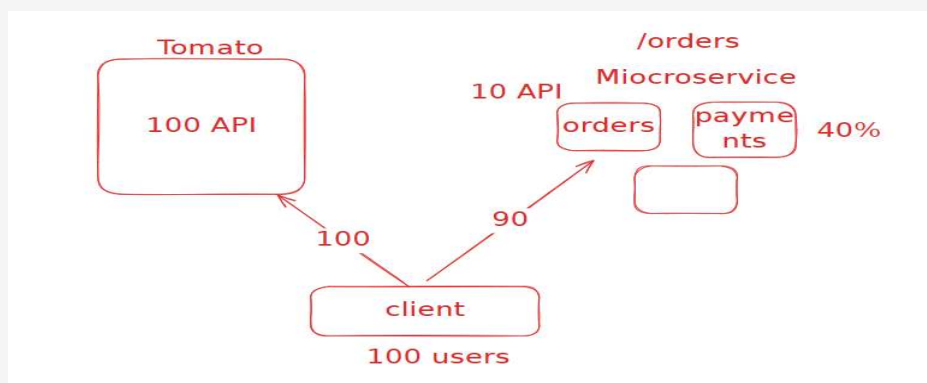 Tomato
100 API
/orders
Miocroservice
10 API
orders
payme
nts
40%
100
90
client
100 users